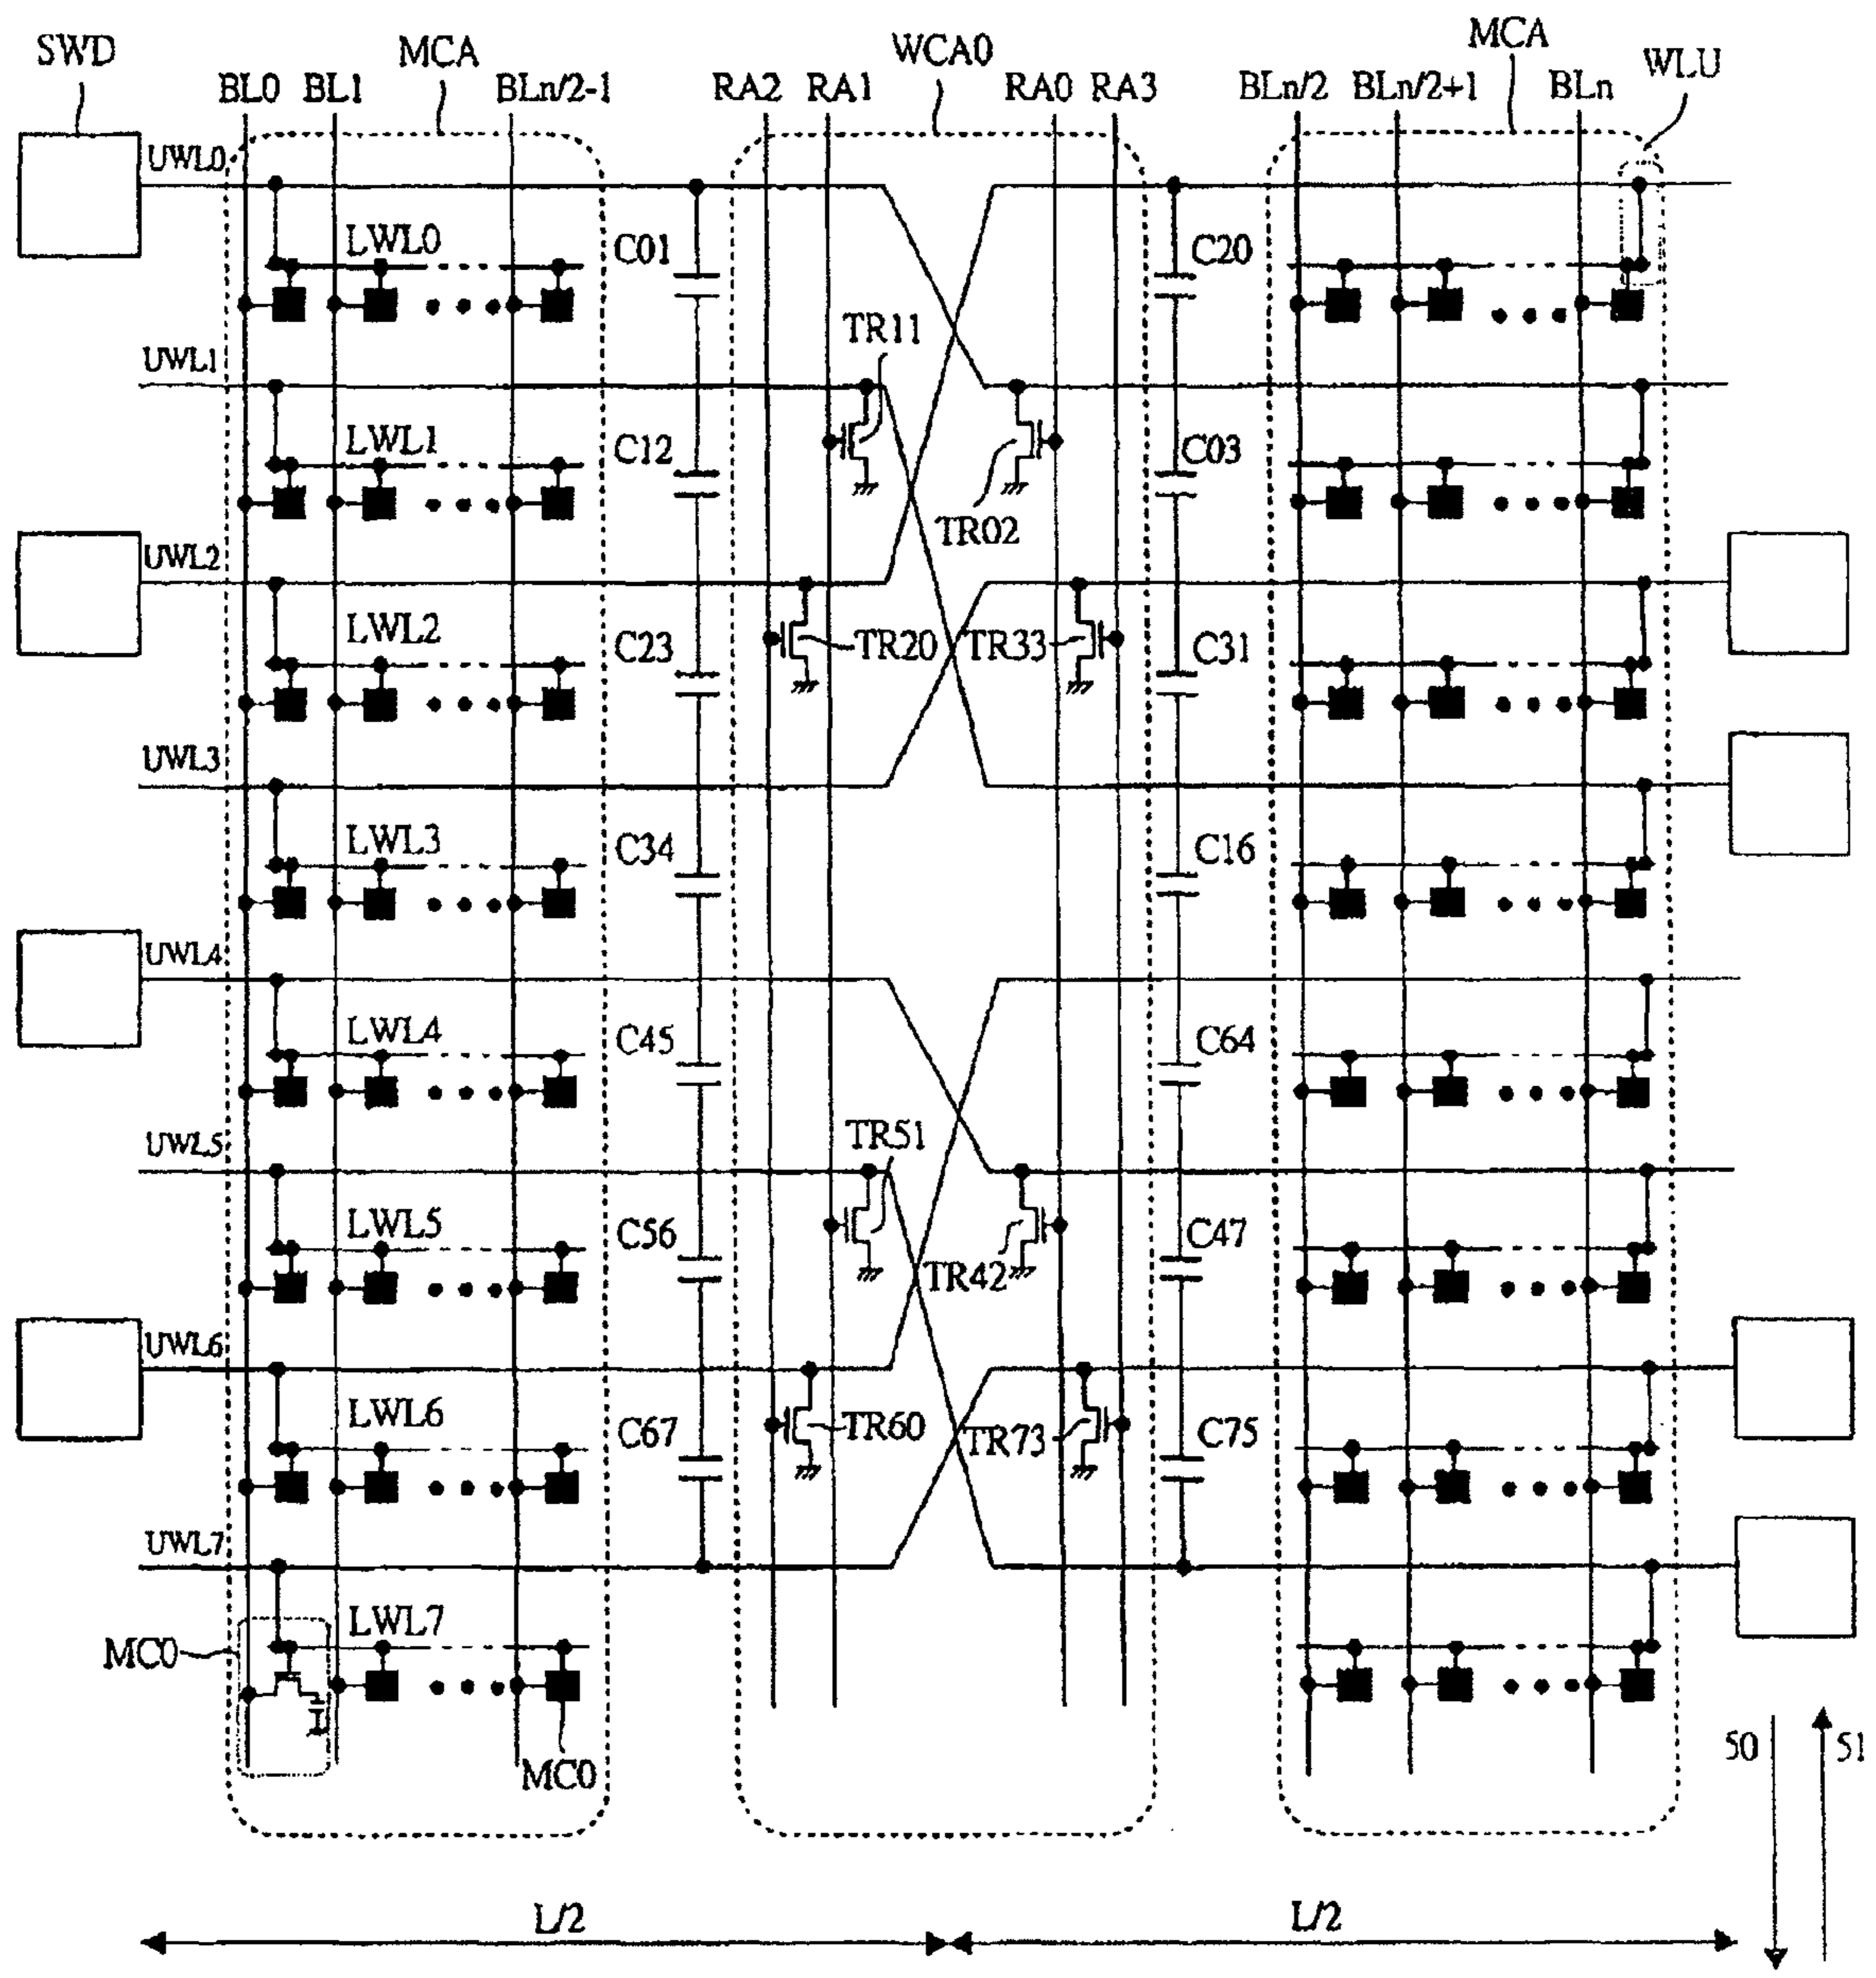 SWD
MCA
WCA0
MCA
WLU
BL0 BL1 BLn/2-1
RA2 RA1 RA0 RA3
BLn/2 BLn/2+1 BLn
UWL0
LWL0
C01
C20
TR11
UWL1
LWL1
C12
C03
TR02
UWL2
LWL2
C23
TR20
TR33
C31
UWL3
LWL3
C34
C16
UWL4
LWL4
C45
C64
UWL5
TR51
LWL5
C56
TR42
C47
UWL6
LWL6
C67
TR60
TR73
C75
UWL7
LWL7
MC0
MC0
50
51
L/2
L/2